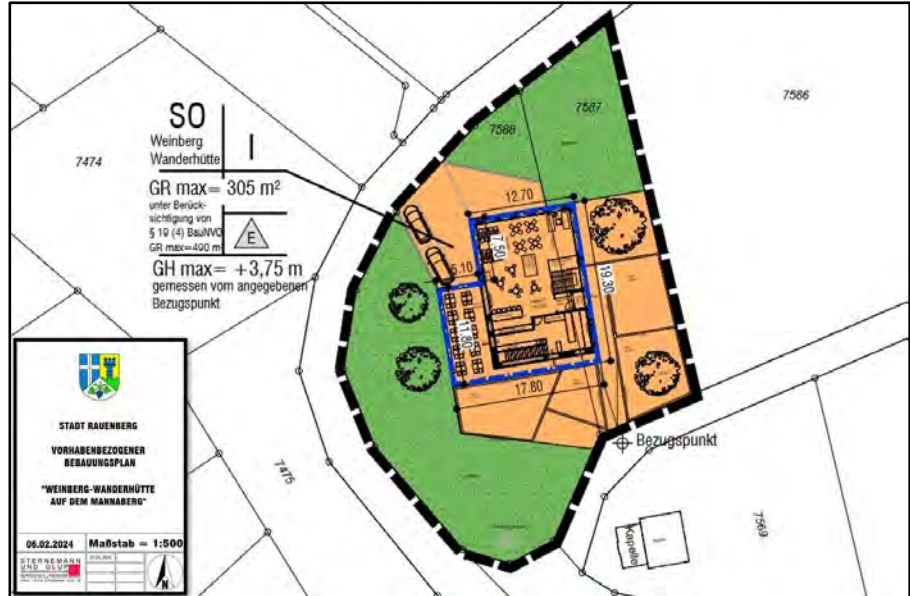 SO
Weinberg
Wanderhütte
I
GR max= 305 m²
unter Berück-
sichtigung von
§ 19 (4) BauNVO
GR max=490 m
E
GH max= +3,75 m
gemessen vom angegebenen
Bezugspunkt
7474
7475
7588
7587
7586
7569
12.70
7.50
5.10
11.80
19.30
17.80
Bezugspunkt
Kapelle
STADT RAUENBERG
VORHABENBEZOGENER
BEBAUUNGSPLAN
"WEINBERG-WANDERHÜTTE
AUF DEM MANNABERG"
06.02.2024 Maßstab = 1:500
STERNEMANN
UND GLUP
N